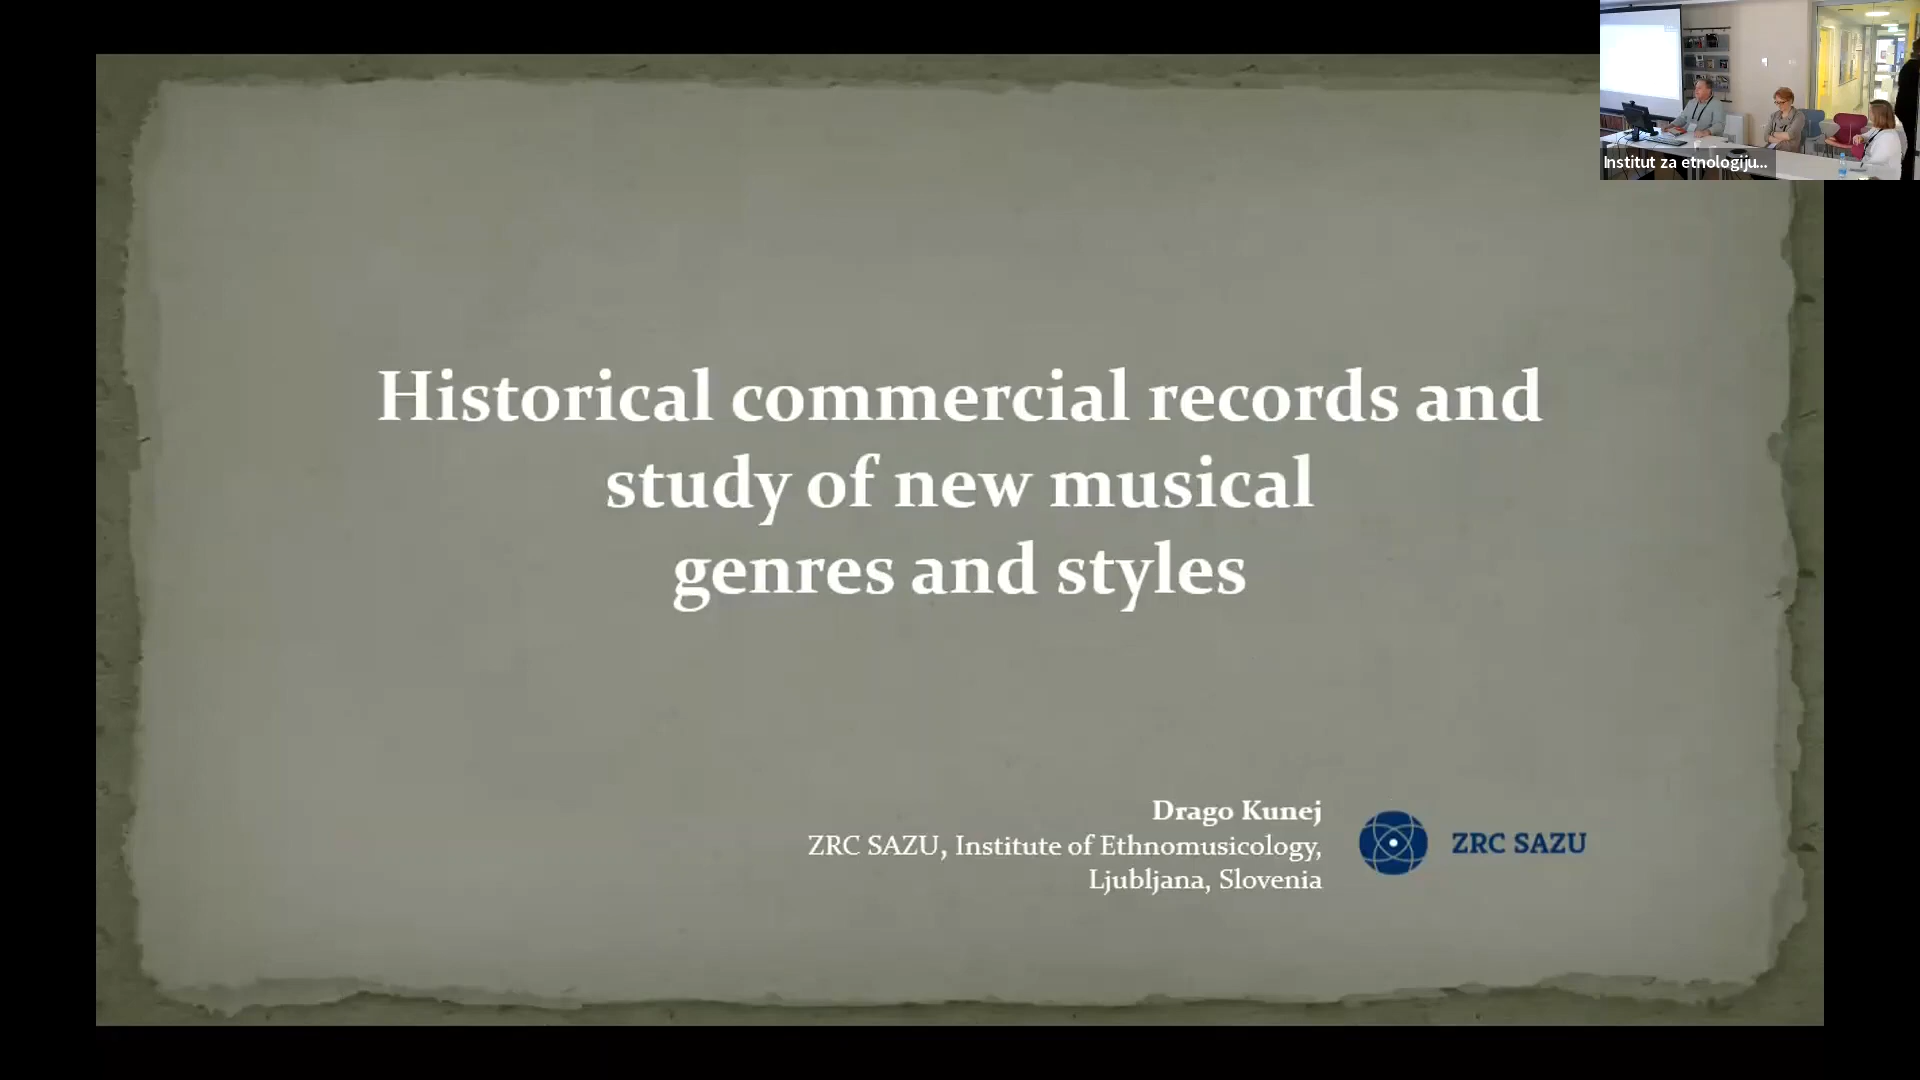 Historical commercial records and
study of new musical
genres and styles
Drago Kunej
ZRC SAZU, Institute of Ethnomusicology,
Ljubljana, Slovenia
ZRC SAZU
Institut za etnologiju...